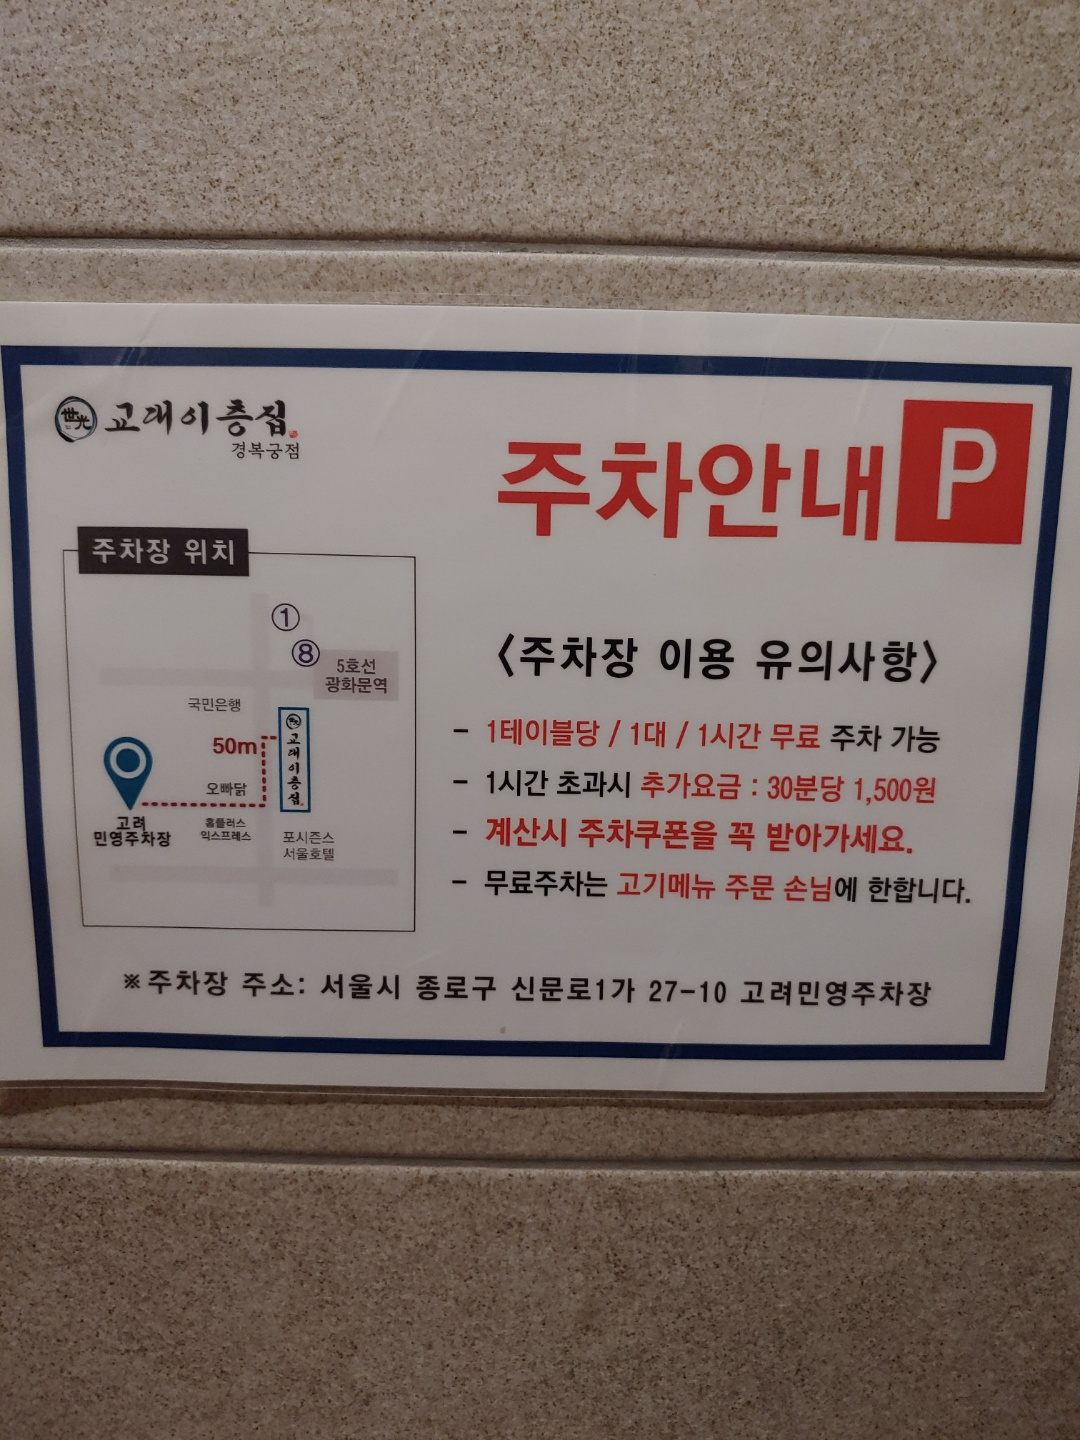 世光 교대이층집
경복궁점
주차안내 P
주차장 위치
①
⑧
5호선
광화문역
국민은행
世光 교대이층집
50m
오빠닭
고려
민영주차장
홈플러스
익스프레스
포시즌스
서울호텔
<주차장 이용 유의사항>
- 1테이블당 / 1대 / 1시간 무료 주차 가능
- 1시간 초과시 추가요금 : 30분당 1,500원
- 계산시 주차쿠폰을 꼭 받아가세요.
- 무료주차는 고기메뉴 주문 손님에 한합니다.
※주차장 주소: 서울시 종로구 신문로1가 27-10 고려민영주차장